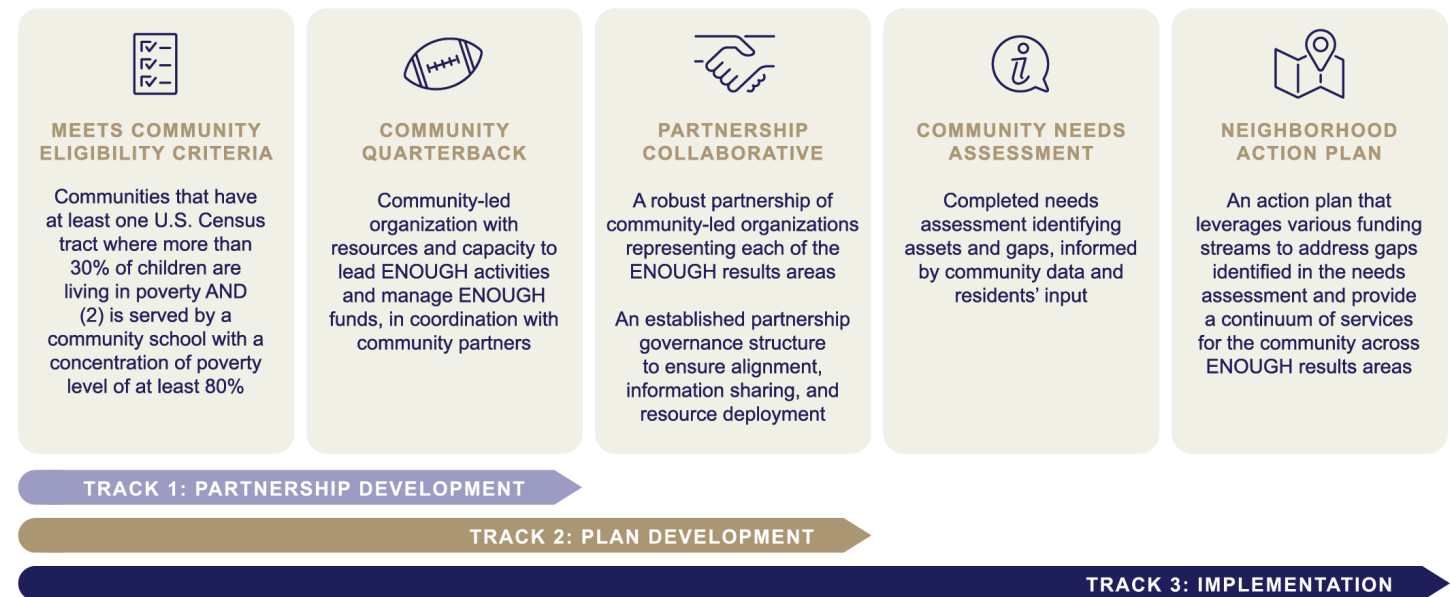 MEETS COMMUNITY
ELIGIBILITY CRITERIA
Communities that have
at least one U.S. Census
tract where more than
30% of children are
living in poverty AND
(2) is served by a
community school with a
concentration of poverty
level of at least 80%
COMMUNITY
QUARTERBACK
Community-led
organization with
resources and capacity to
lead ENOUGH activities
and manage ENOUGH
funds, in coordination with
community partners
PARTNERSHIP
COLLABORATIVE
A robust partnership of
community-led organizations
representing each of the
ENOUGH results areas
An established partnership
governance structure
to ensure alignment,
information sharing, and
resource deployment
COMMUNITY NEEDS
ASSESSMENT
Completed needs
assessment identifying
assets and gaps, informed
by community data and
residents’ input
NEIGHBORHOOD
ACTION PLAN
An action plan that
leverages various funding
streams to address gaps
identified in the needs
assessment and provide
a continuum of services
for the community across
ENOUGH results areas
TRACK 1: PARTNERSHIP DEVELOPMENT
TRACK 2: PLAN DEVELOPMENT
TRACK 3: IMPLEMENTATION